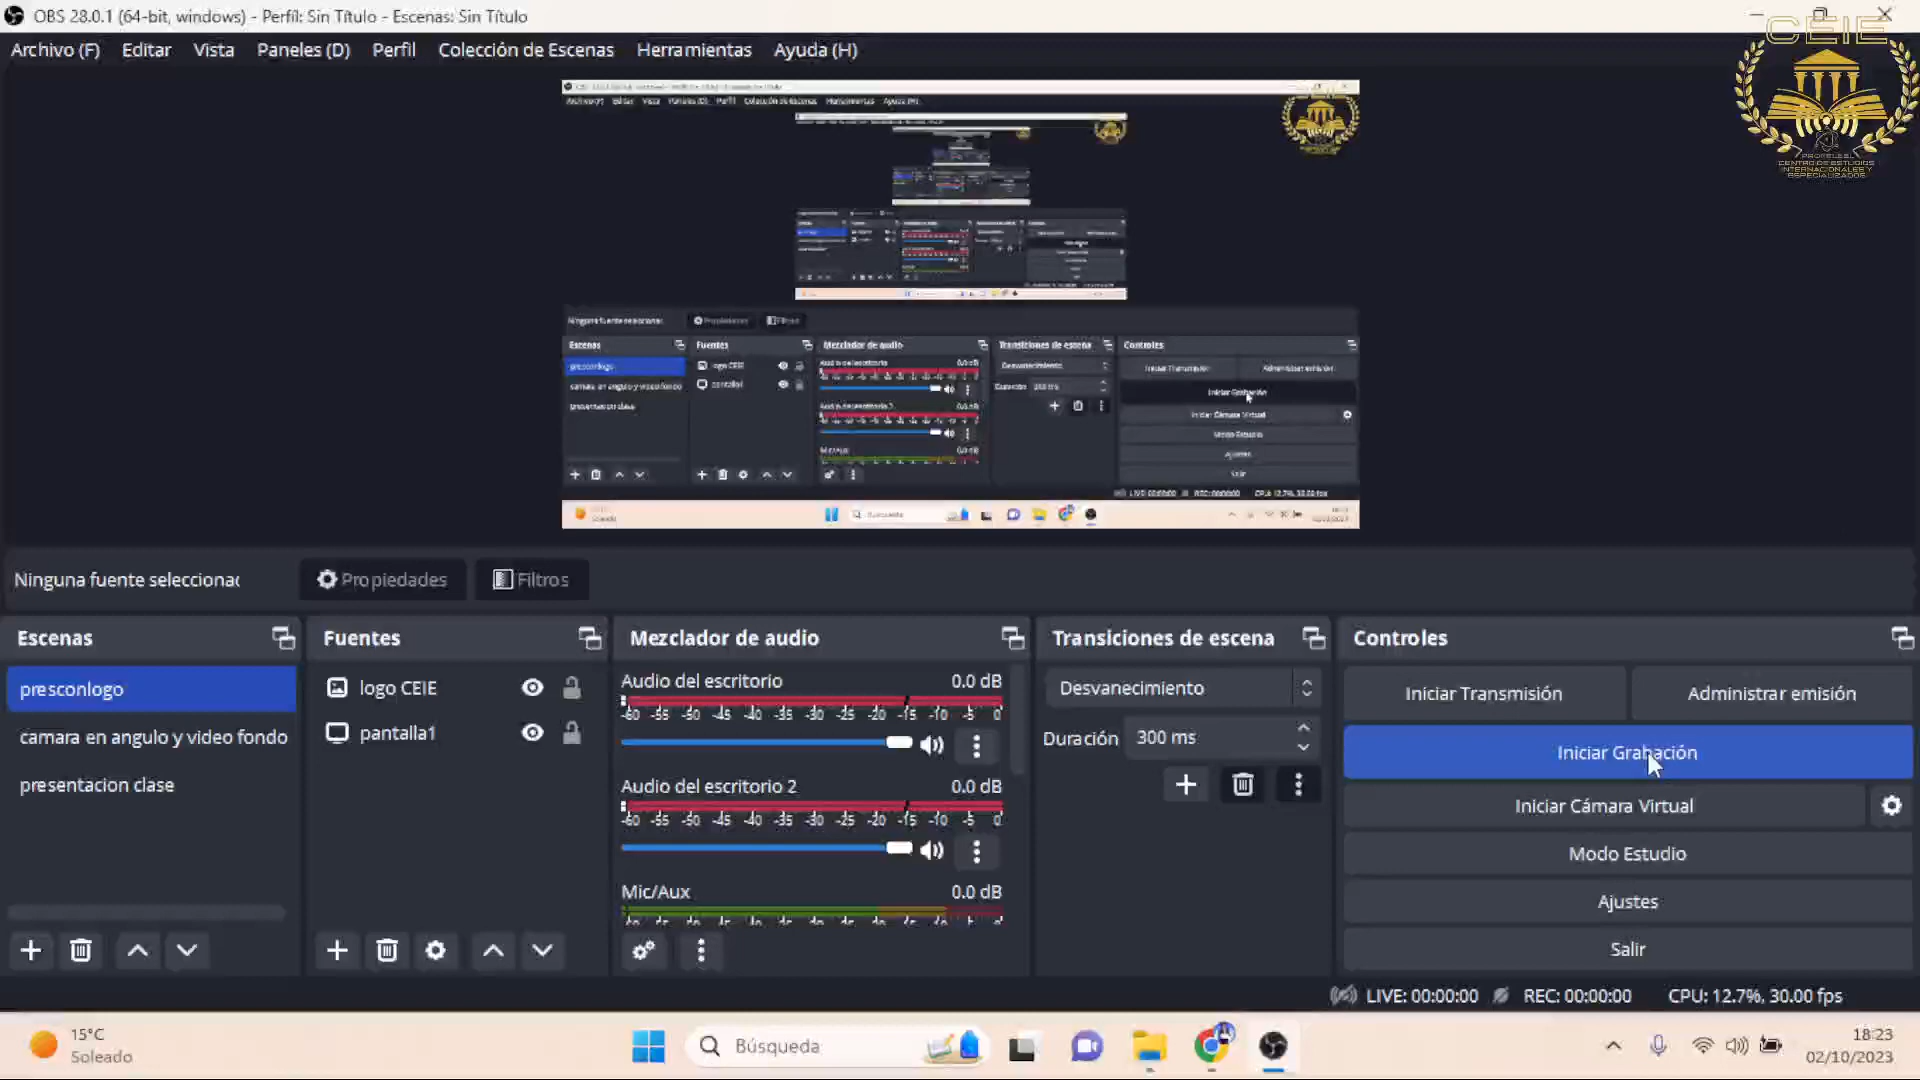 OBS 28.0.1 (64-bit, windows) - Perfil: Sin Título - Escenas: Sin Título
Archivo (F) Editar Vista Paneles (D) Perfil Colección de Escenas Herramientas Ayuda (H)
CEIE
CENTRO DE ESTUDIOS
INTERNACIONALES Y
ESPECIALIZADOS
Ninguna fuente seleccionac Propiedades Filtros
Escenas Fuentes Mezclador de audio Transiciones de escena Controles
presconlogo
camara en angulo y video fondo
presentacion clase
logo CEIE
pantalla1
Audio del escritorio 0.0 dB
-60 -55 -50 -45 -40 -35 -30 -25 -20 -15 -10 -5 0
Audio del escritorio 2 0.0 dB
-60 -55 -50 -45 -40 -35 -30 -25 -20 -15 -10 -5 0
Mic/Aux 0.0 dB
Desvanecimiento
Duración 300 ms
Iniciar Transmisión Administrar emisión
Iniciar Grabación
Iniciar Cámara Virtual
Modo Estudio
Ajustes
Salir
LIVE: 00:00:00 REC: 00:00:00 CPU: 12.7%, 30.00 fps
15°C
Soleado
Búsqueda
18:23
02/10/2023